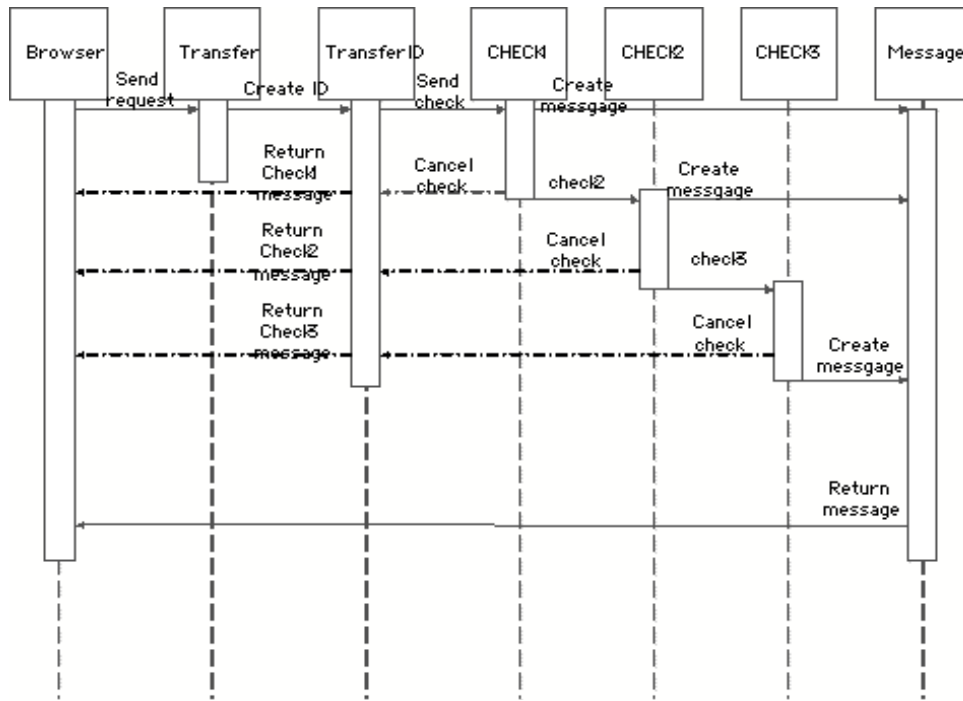 Browser
Transfer
TransferID
CHECK1
CHECK2
CHECK3
Message
Send
request
Create ID
Send
check
Create
messgage
Return
Check1
message
Cancel
check
check2
Create
messgage
Return
Check2
message
Cancel
check
check3
Return
Check3
message
Cancel
check
Create
messgage
Return
message